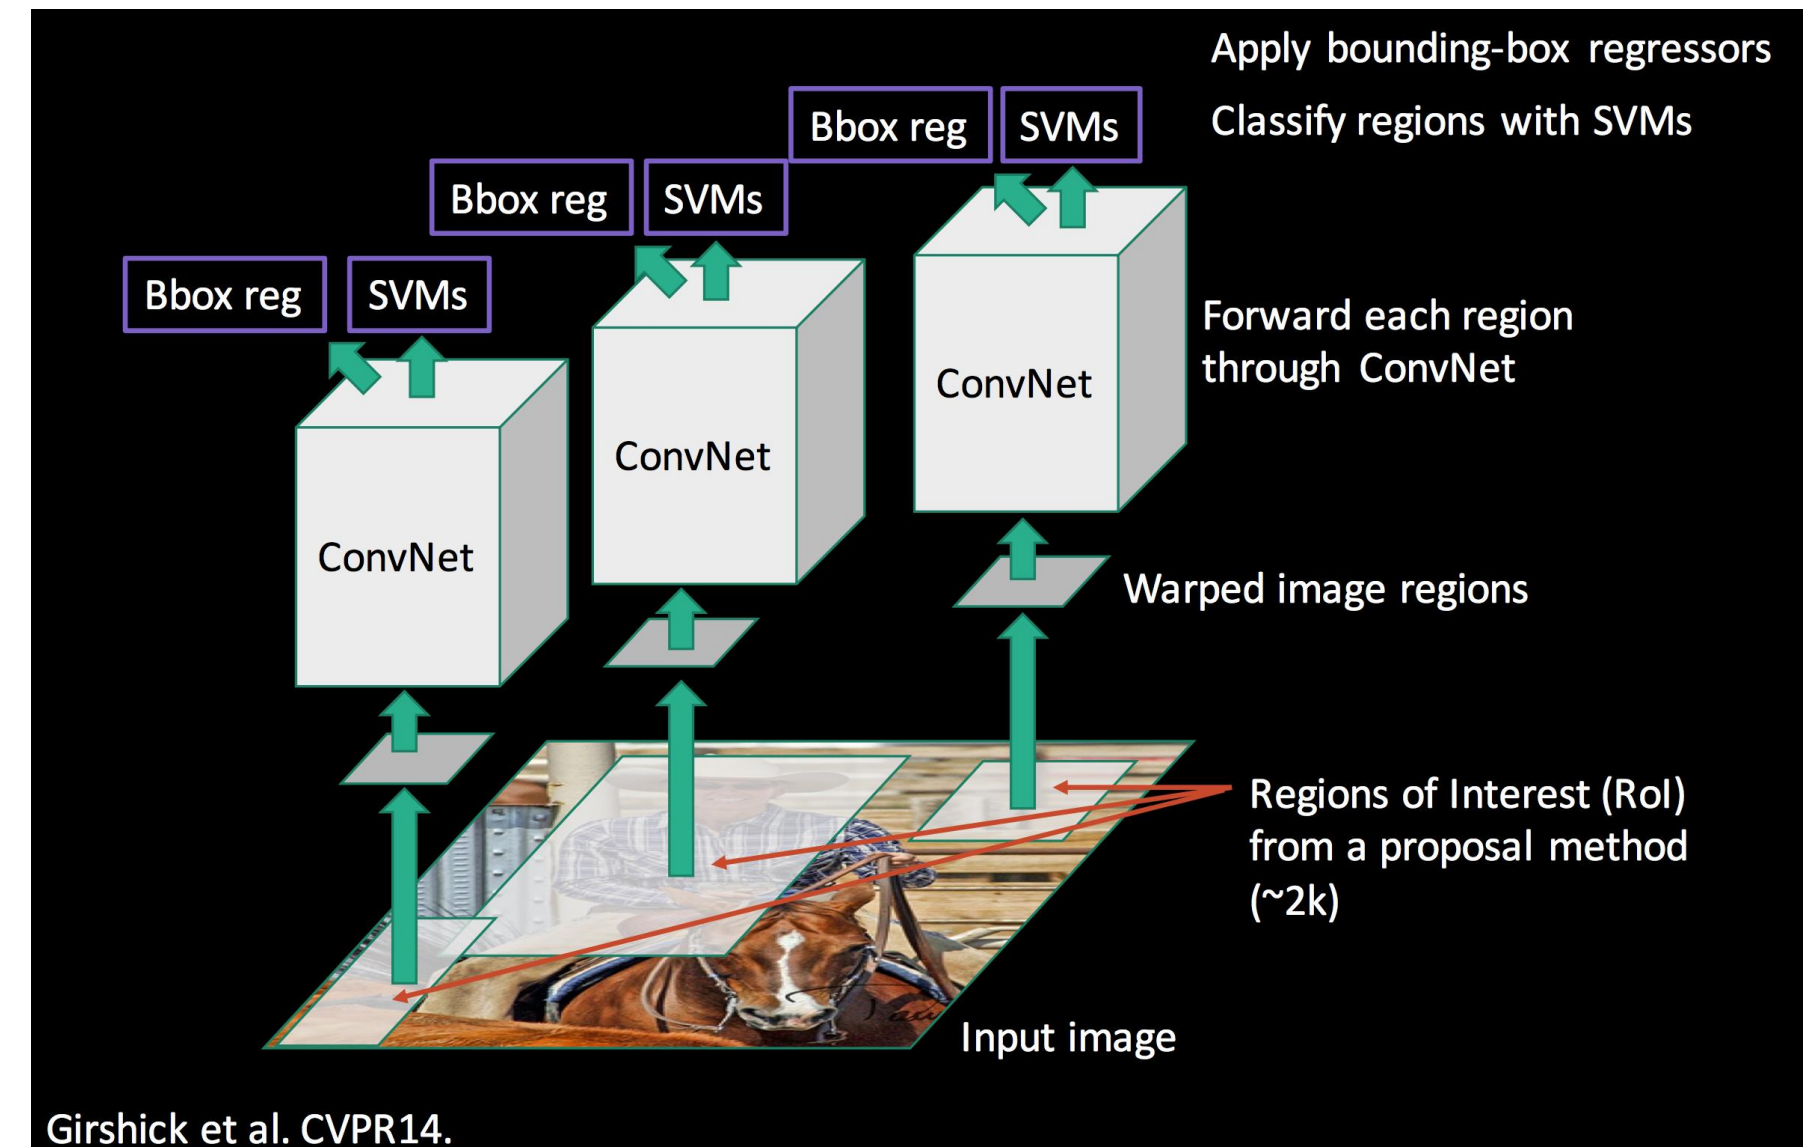 Apply bounding-box regressors
Classify regions with SVMs
Bbox reg
SVMs
Bbox reg
SVMs
Bbox reg
SVMs
Forward each region
through ConvNet
ConvNet
ConvNet
ConvNet
Warped image regions
Regions of Interest (RoI)
from a proposal method
(~2k)
Input image
Girshick et al. CVPR14.